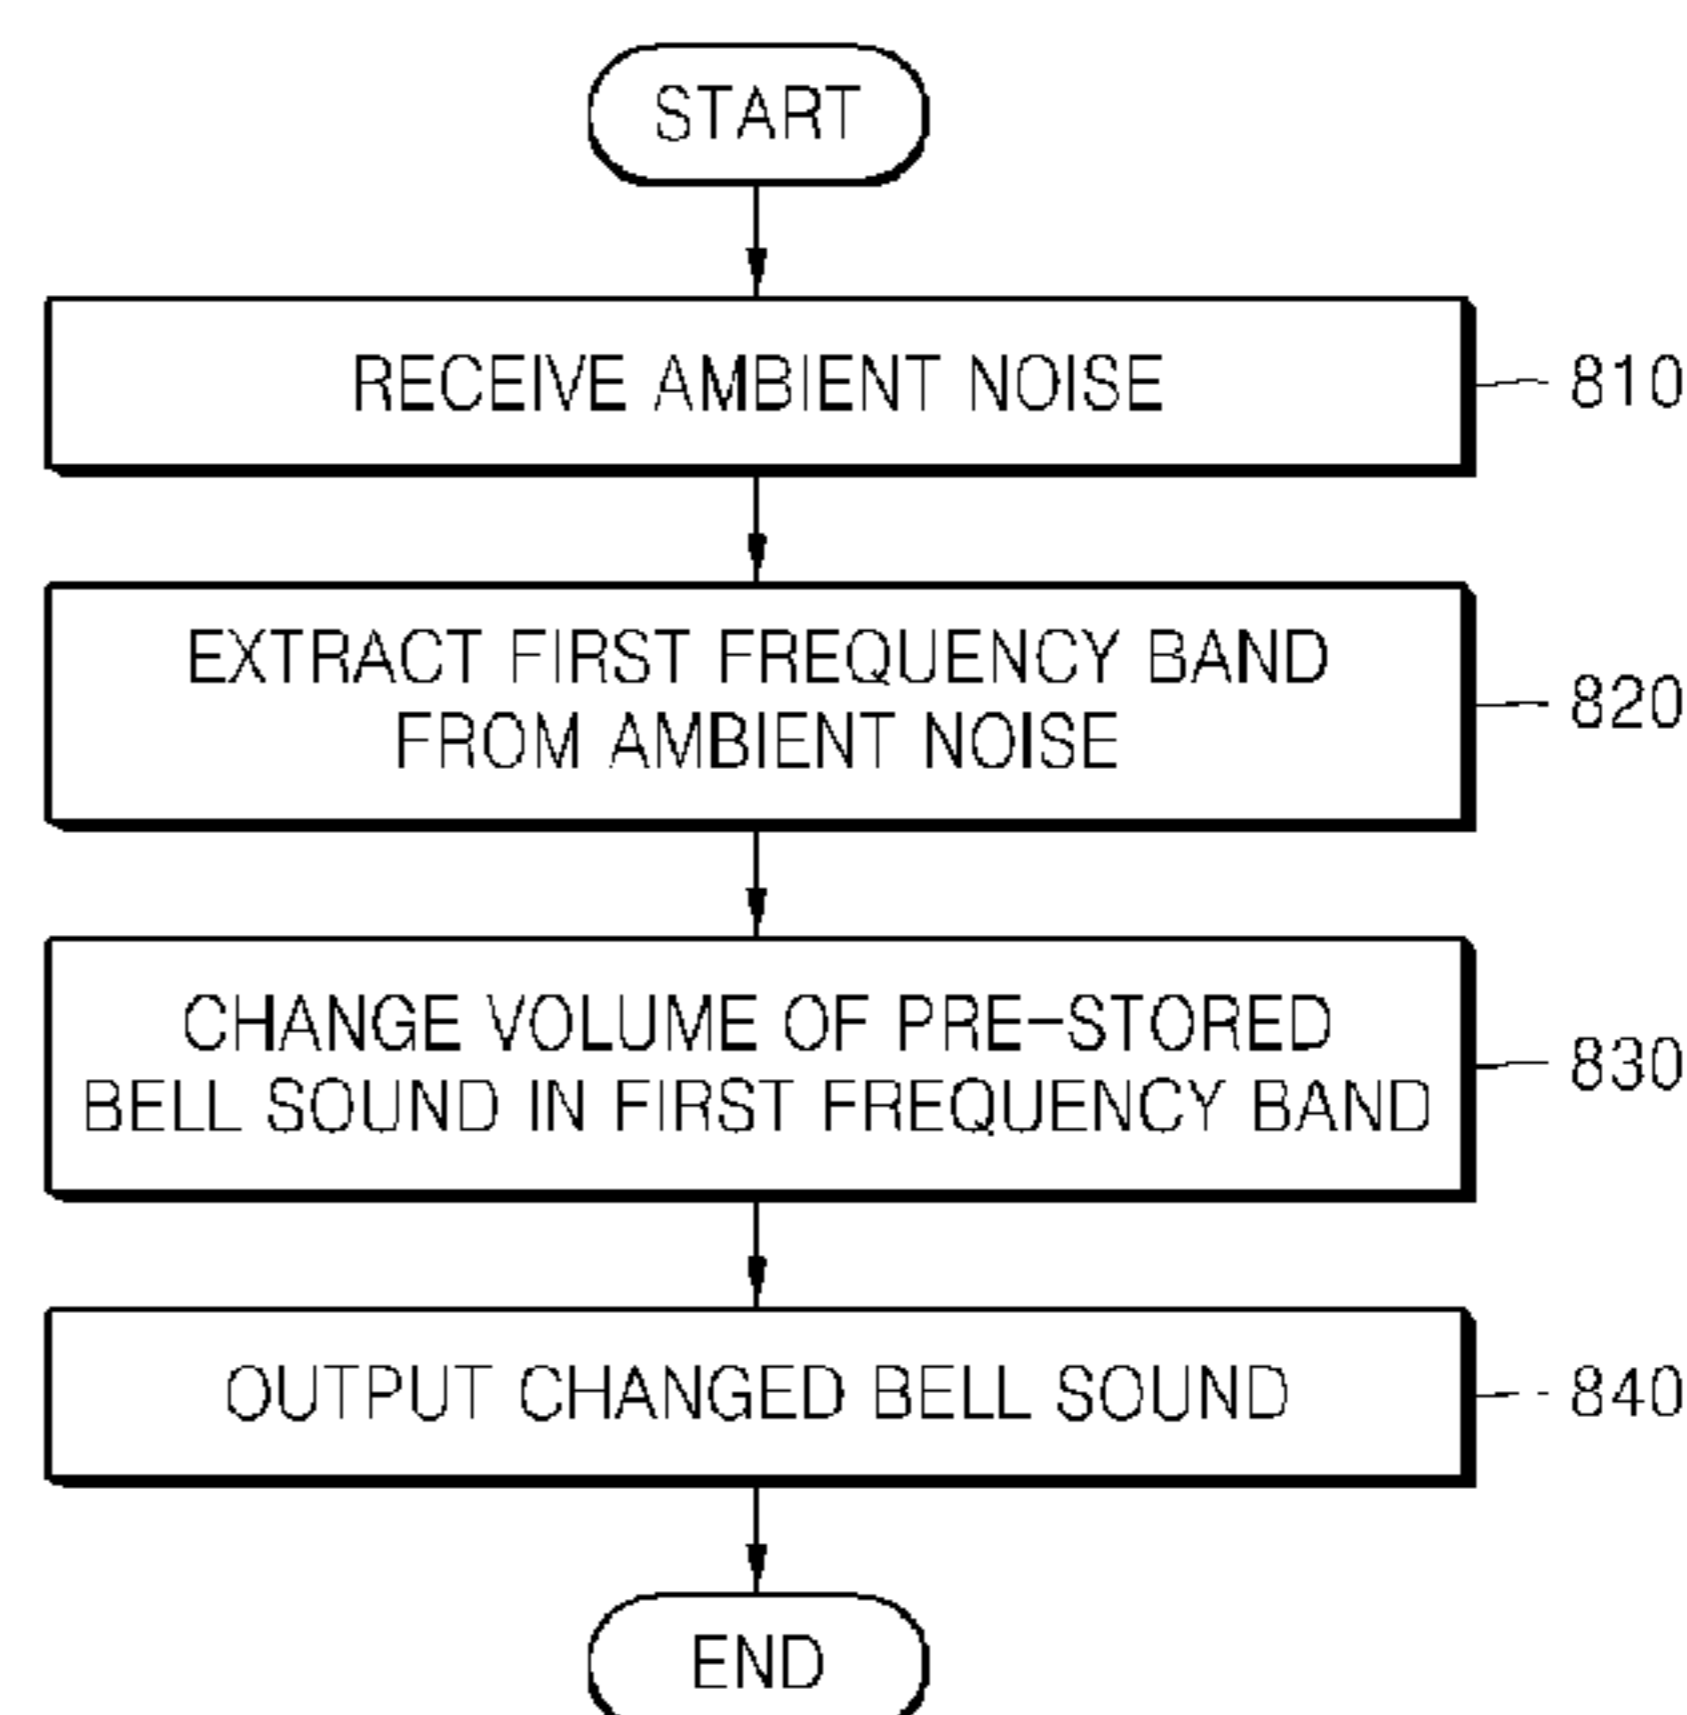 START
RECEIVE AMBIENT NOISE
810
EXTRACT FIRST FREQUENCY BAND
FROM AMBIENT NOISE
820
CHANGE VOLUME OF PRE-STORED
BELL SOUND IN FIRST FREQUENCY BAND
830
OUTPUT CHANGED BELL SOUND
840
END